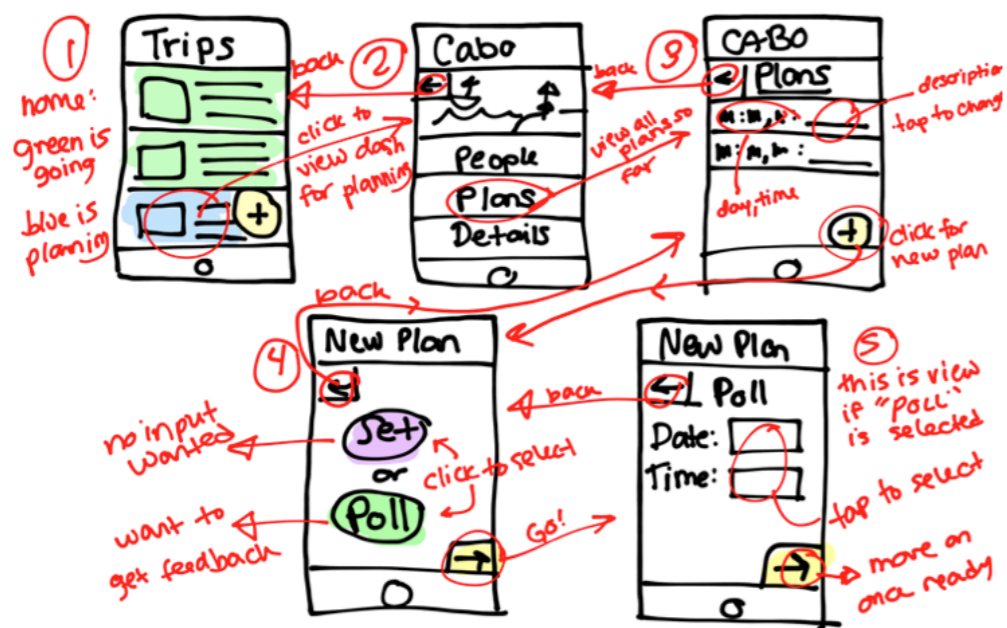 1
Trips
home:
green is
going
blue is
planning
+
back
2
click to
view dash
for planning
Cabo
←
People
Plans
Details
back
3
view all
plans so
far
CABO
←
Plans
m:m,m:
m:m,m:
description
tap to change
day, time
+
click for
new plan
back
4
New Plan
←
Set
or
Poll
→
no input
wanted
click to select
want to
get feedback
Go!
back
New Plan
← Poll
Date:
Time:
→
5
this is view
if "POLL"
is selected
tap to select
move on
once ready